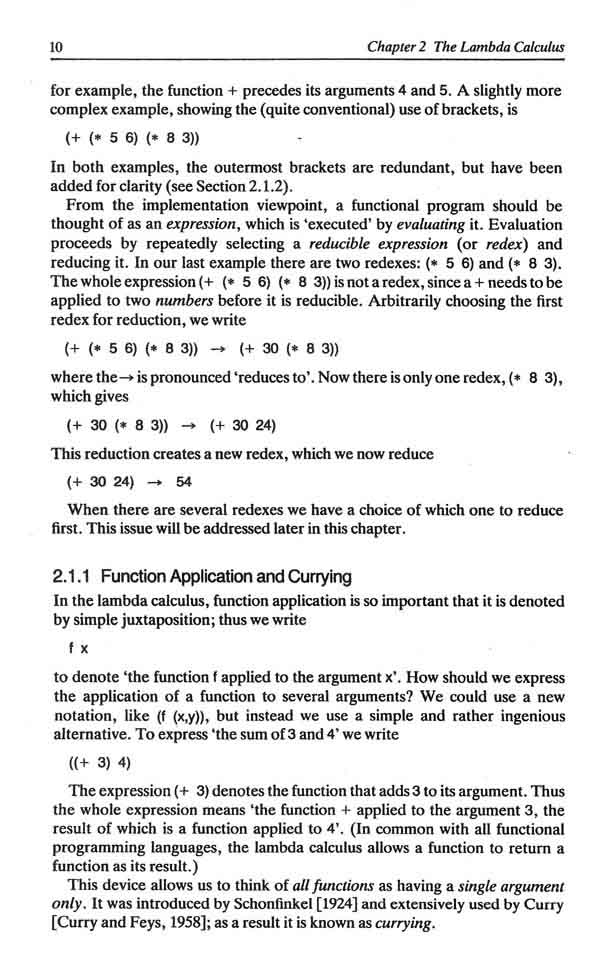 10 Chapter 2 The Lambda Calculus
for example, the function + precedes its arguments 4 and 5. A slightly more
complex example, showing the (quite conventional) use of brackets, is
(+ (* 5 6) (* 8 3))
In both examples, the outermost brackets are redundant, but have been
added for clarity (see Section 2.1.2).
From the implementation viewpoint, a functional program should be
thought of as an expression, which is ‘executed’ by evaluating it. Evaluation
proceeds by repeatedly selecting a reducible expression (or redex) and
reducing it. In our last example there are two redexes: (* 5 6) and (* 8 3).
The whole expression (+ (* 5 6) (* 8 3)) is not a redex, since a + needs to be
applied to two numbers before it is reducible. Arbitrarily choosing the first
redex for reduction, we write
(+ (* 5 6) (* 8 3)) → (+ 30 (* 8 3))
where the → is pronounced ‘reduces to’. Now there is only one redex, (* 8 3),
which gives
(+ 30 (* 8 3)) → (+ 30 24)
This reduction creates a new redex, which we now reduce
(+ 30 24) → 54
When there are several redexes we have a choice of which one to reduce
first. This issue will be addressed later in this chapter.
2.1.1 Function Application and Currying
In the lambda calculus, function application is so important that it is denoted
by simple juxtaposition; thus we write
f x
to denote ‘the function f applied to the argument x’. How should we express
the application of a function to several arguments? We could use a new
notation, like (f (x,y)), but instead we use a simple and rather ingenious
alternative. To express ‘the sum of 3 and 4’ we write
((+ 3) 4)
The expression (+ 3) denotes the function that adds 3 to its argument. Thus
the whole expression means ‘the function + applied to the argument 3, the
result of which is a function applied to 4’. (In common with all functional
programming languages, the lambda calculus allows a function to return a
function as its result.)
This device allows us to think of all functions as having a single argument
only. It was introduced by Schonfinkel [1924] and extensively used by Curry
[Curry and Feys, 1958]; as a result it is known as currying.